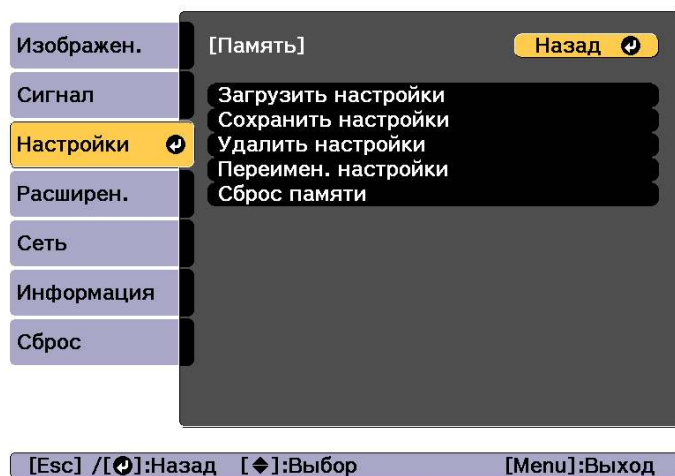 Изображен.
Сигнал
Настройки
Расширен.
Сеть
Информация
Сброс
[Память]
Назад
Загрузить настройки
Сохранить настройки
Удалить настройки
Переимен. настройки
Сброс памяти
[Esc] /[↵]:Назад [◆]:Выбор [Menu]:Выход